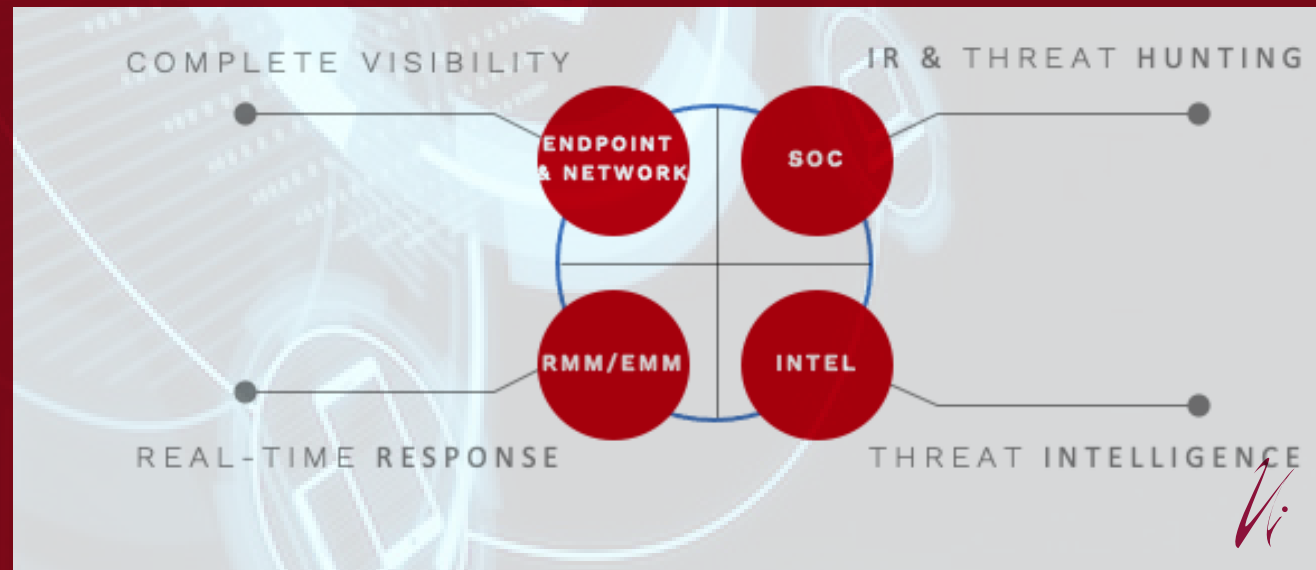 COMPLETE VISIBILITY
IR & THREAT HUNTING
ENDPOINT
& NETWORK
SOC
RMM/EMM
INTEL
REAL-TIME RESPONSE
THREAT INTELLIGENCE